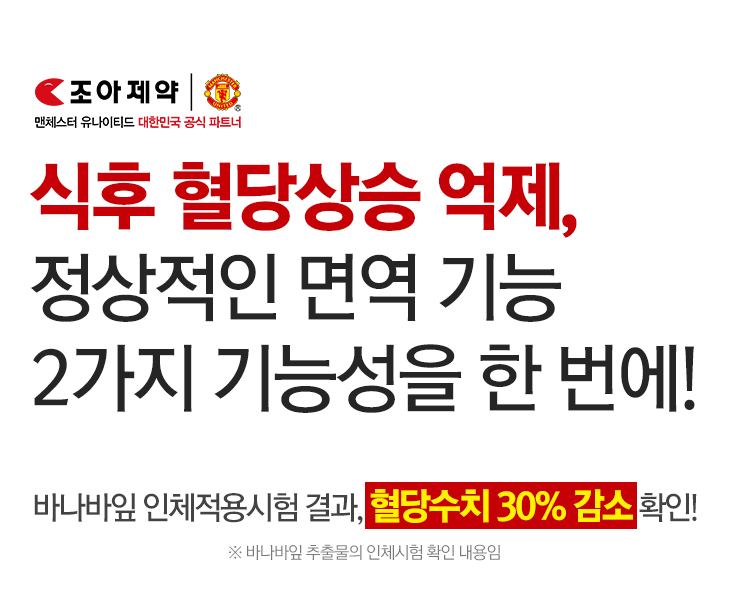 조아제약
MANCHESTER UNITED
®
맨체스터 유나이티드 대한민국 공식 파트너
식후 혈당상승 억제,
정상적인 면역 기능
2가지 기능성을 한 번에!
바나바잎 인체적용시험 결과, 혈당수치 30% 감소 확인!
※ 바나바잎 추출물의 인체시험 확인 내용임